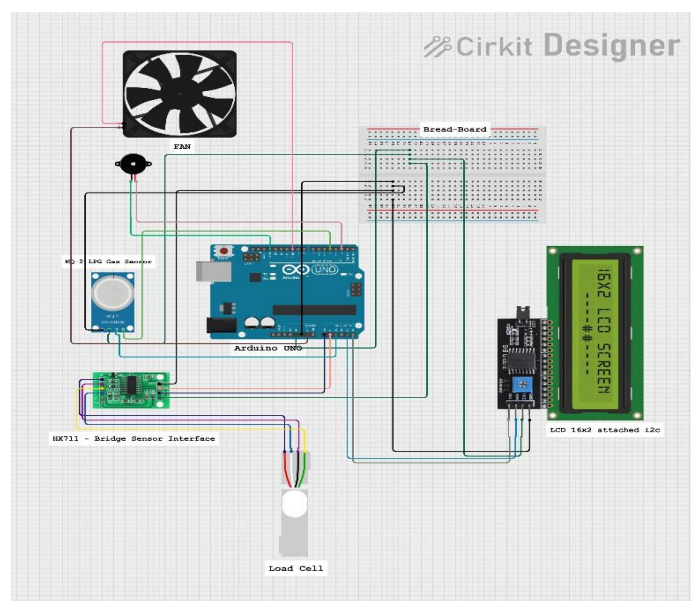 Cirkit Designer
Bread-Board
FAN
MQ-2 LPG Gas Sensor
UNO
Arduino UNO
16X2 LCD SCREEN
----##-----
HX711 - Bridge Sensor Interface
LCD 16x2 attached i2c
Load Cell